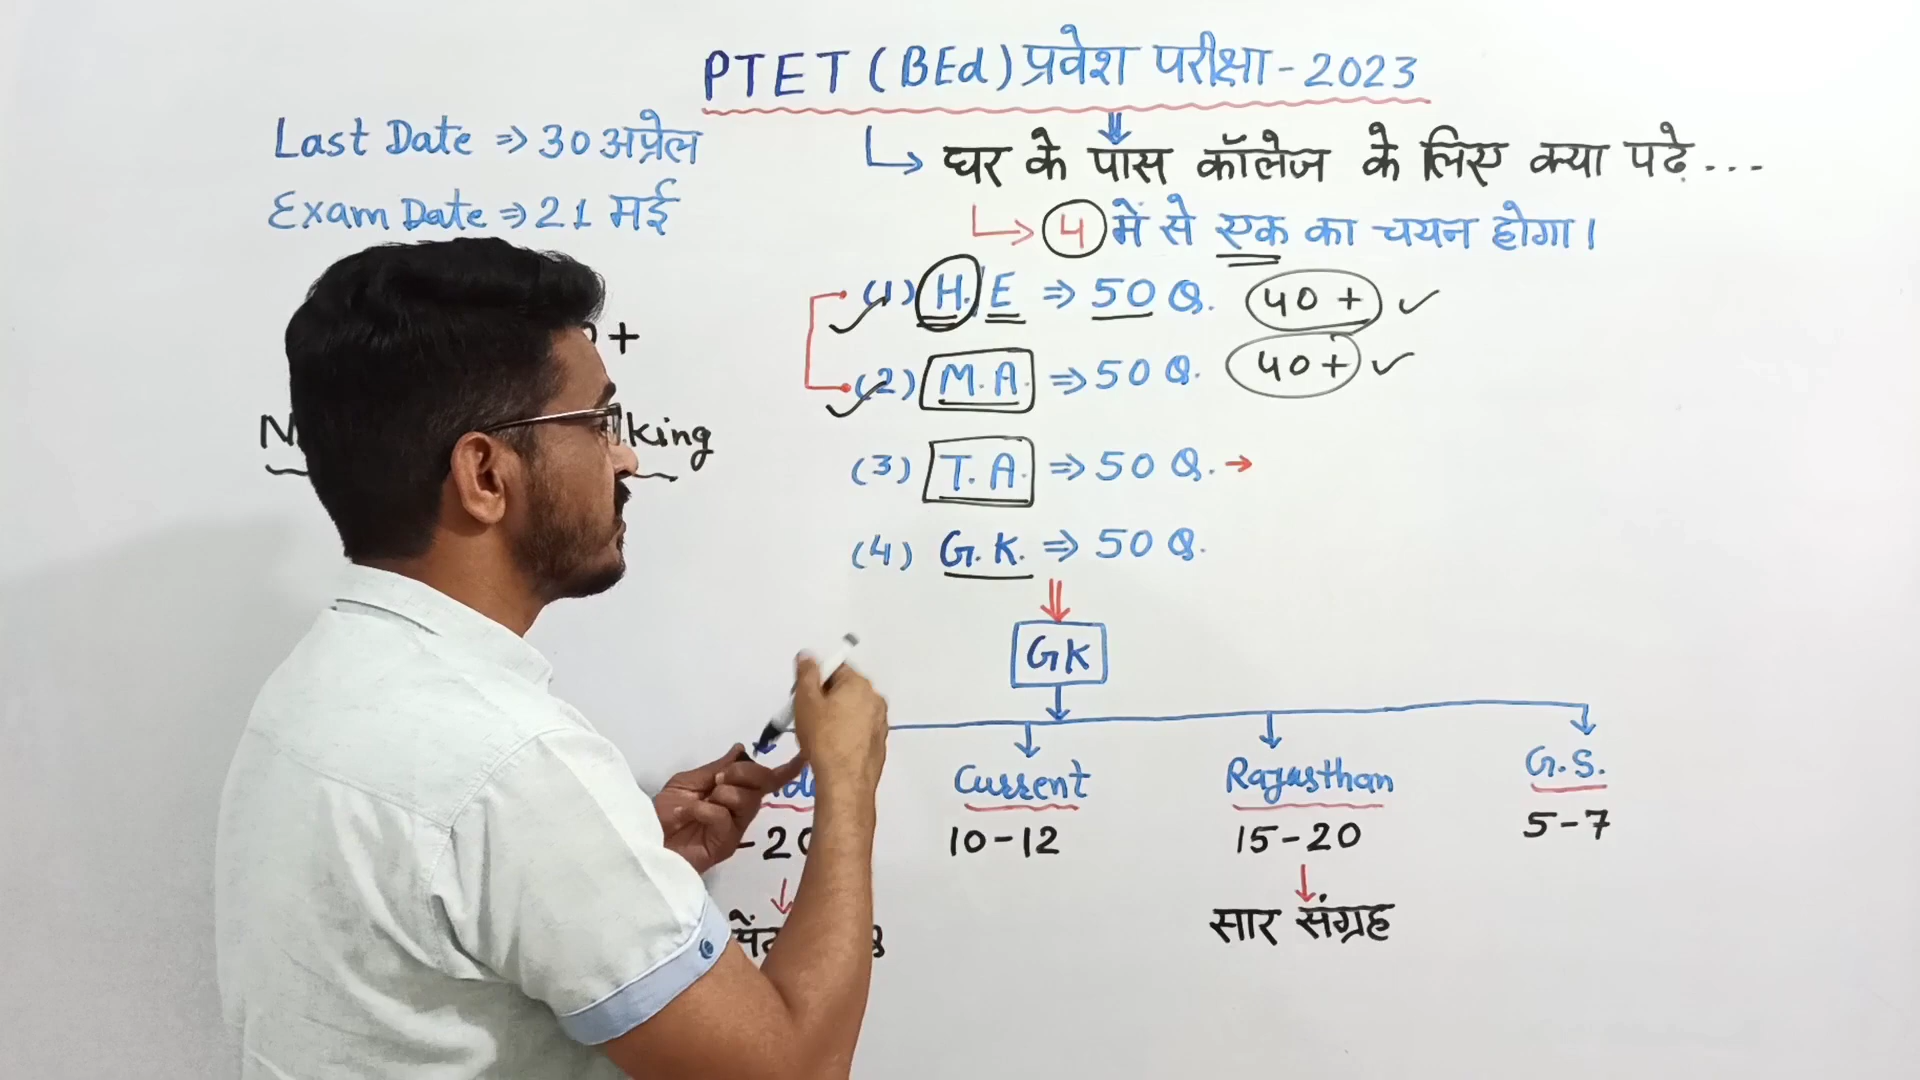 PTET (BEd) प्रवेश परीक्षा - 2023
Last Date ⇒ 30 अप्रेल
Exam Date ⇒ 21 मई
↳ घर के पास कॉलेज के लिए क्या पढे़...
↳ 4 में से एक का चयन होगा।
(1) H./E ⇒ 50 Q. 40+ ✓
(2) M.A. ⇒ 50 Q. 40+ ✓
(3) T.A. ⇒ 50 Q. →
(4) G.K. ⇒ 50 Q.
GK
Current Rajasthan G.S.
-20 10-12 15-20 5-7
सार संग्रह